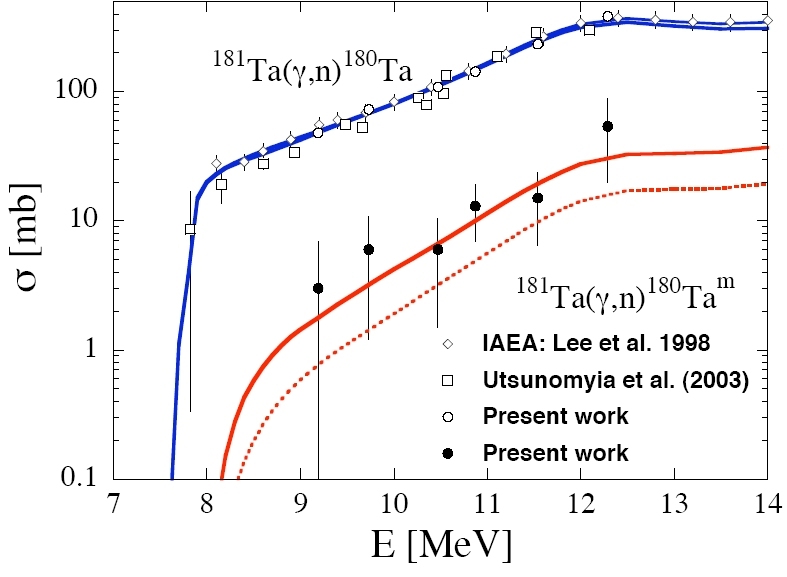 ¹⁸¹Ta(γ,n)¹⁸⁰Ta
100
10
1
0.1
σ [mb]
¹⁸¹Ta(γ,n)¹⁸⁰Taᵐ
IAEA: Lee et al. 1998
Utsunomyia et al. (2003)
Present work
Present work
7 8 9 10 11 12 13 14
E [MeV]